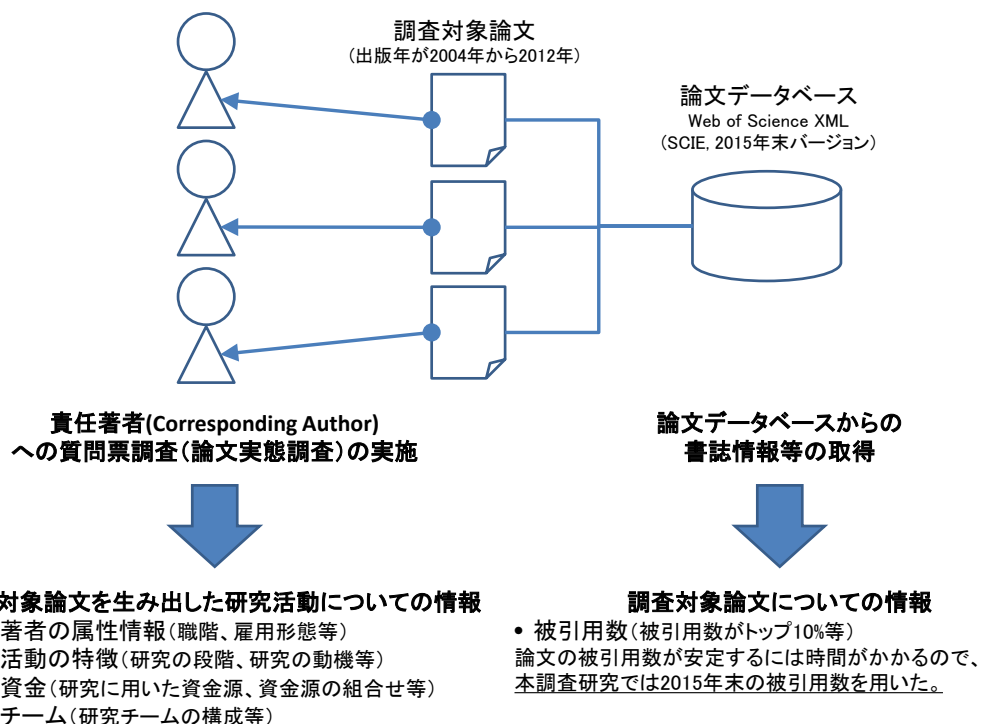 調査対象論文
(出版年が2004年から2012年)
論文データベース
Web of Science XML
(SCIE, 2015年末バージョン)
責任著者(Corresponding Author)
への質問票調査(論文実態調査)の実施
論文データベースからの
書誌情報等の取得
対象論文を生み出した研究活動についての情報
著者の属性情報(職階、雇用形態等)
活動の特徴(研究の段階、研究の動機等)
資金(研究に用いた資金源、資金源の組合せ等)
チーム(研究チームの構成等)
調査対象論文についての情報
• 被引用数(被引用数がトップ10%等)
論文の被引用数が安定するには時間がかかるので、
本調査研究では2015年末の被引用数を用いた。